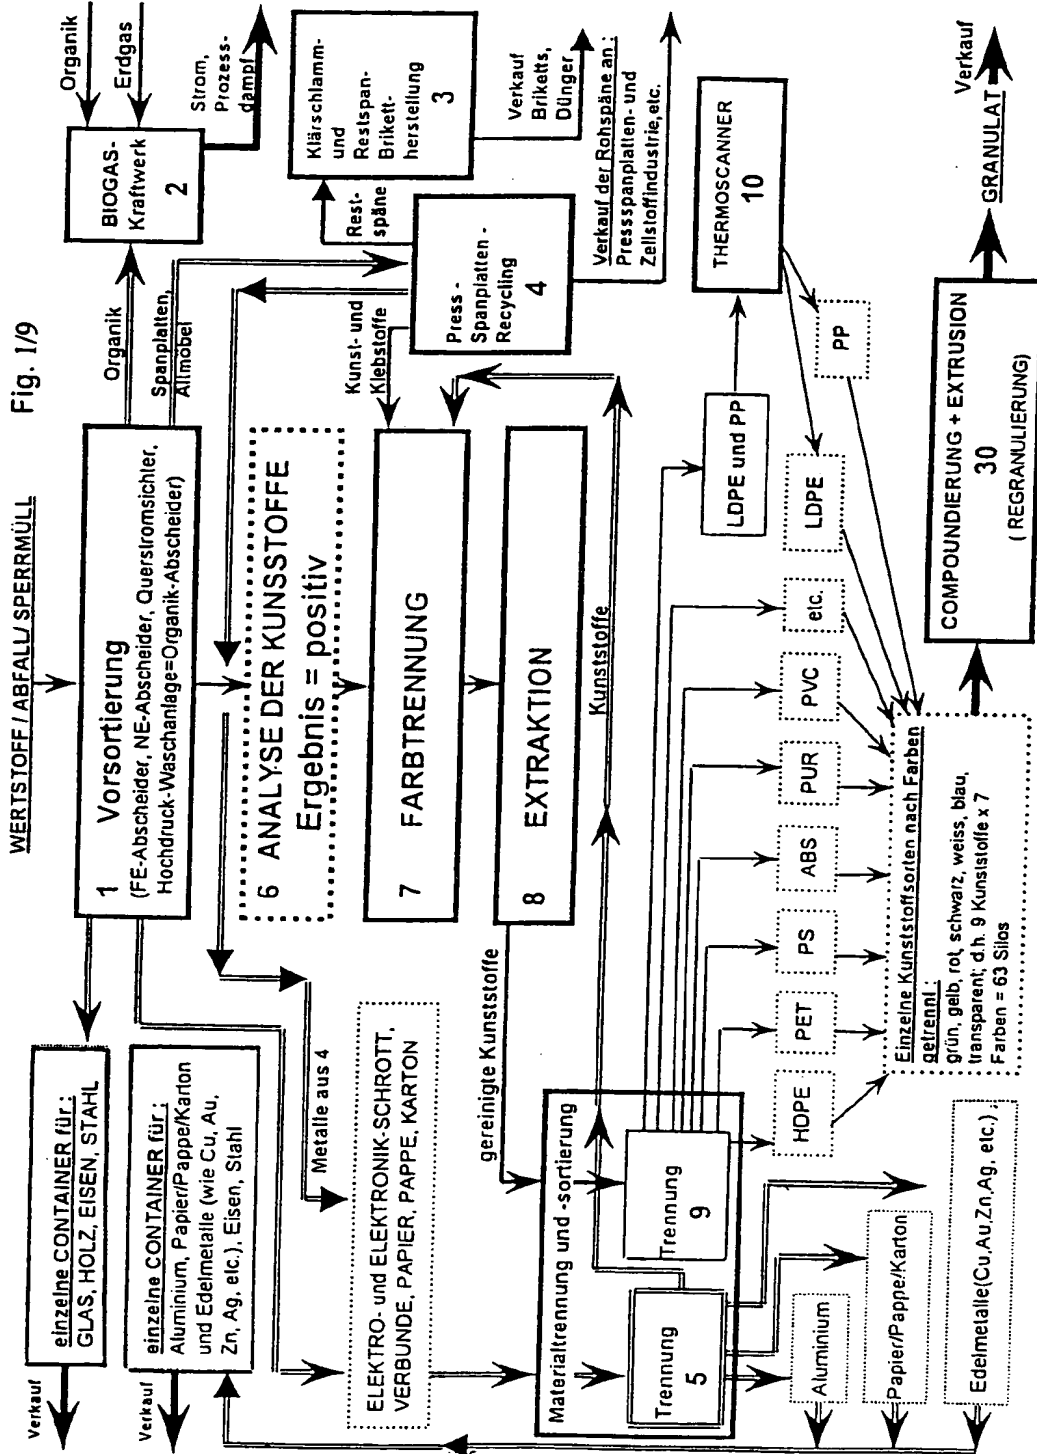 Fig. 1/9
WERTSTOFF / ABFALL/ SPERRMÜLL
1 Vorsortierung
(FE-Abscheider, NE-Abscheider, Querstromsichter,
Hochdruck-Waschanlage=Organik-Abscheider)
Organik
Erdgas
BIOGAS-
Kraftwerk
2
Strom,
Prozess-
dampf
Organik
Spanplatten,
Altmöbel
Klärschlamm-
und
Restspan-
Brikett-
herstellung
3
Rest-
späne
Verkauf
Briketts,
Dünger
Press -
Spanplatten -
Recycling
4
Verkauf der Rohspäne an :
Pressspanplatten- und
Zellstoffindustrie, etc.
Kunst- und
Klebstoffe
einzelne CONTAINER für :
GLAS, HOLZ, EISEN, STAHL
Verkauf
einzelne CONTAINER für :
Aluminium, Papier/Pappe/Karton
und Edelmetalle (wie Cu, Au,
Zn, Ag, etc.), Eisen, Stahl
Verkauf
6 ANALYSE DER KUNSSTOFFE
Ergebnis = positiv
7 FARBTRENNUNG
8 EXTRAKTION
Metalle aus 4
ELEKTRO- und ELEKTRONIK-SCHROTT,
VERBUNDE, PAPIER, PAPPE, KARTON
gereinigte Kunststoffe
Kunststoffe
Materialtrennung und -sortierung
Trennung
5
Trennung
9
Aluminium
Papier/Pappe/Karton
Edelmetalle(Cu,Au,Zn,Ag, etc.) ,
HDPE
PET
PS
ABS
PUR
PVC
etc.
LDPE
PP
LDPE und PP
THERMOSCANNER
10
Einzelne Kunststoffsorten nach Farben
getrennt :
grün, gelb, rot, schwarz, weiss, blau,
transparent; d.h. 9 Kunststoffe x 7
Farben = 63 Silos
COMPOUNDIERUNG + EXTRUSION
30
( REGRANULIERUNG)
GRANULAT
Verkauf